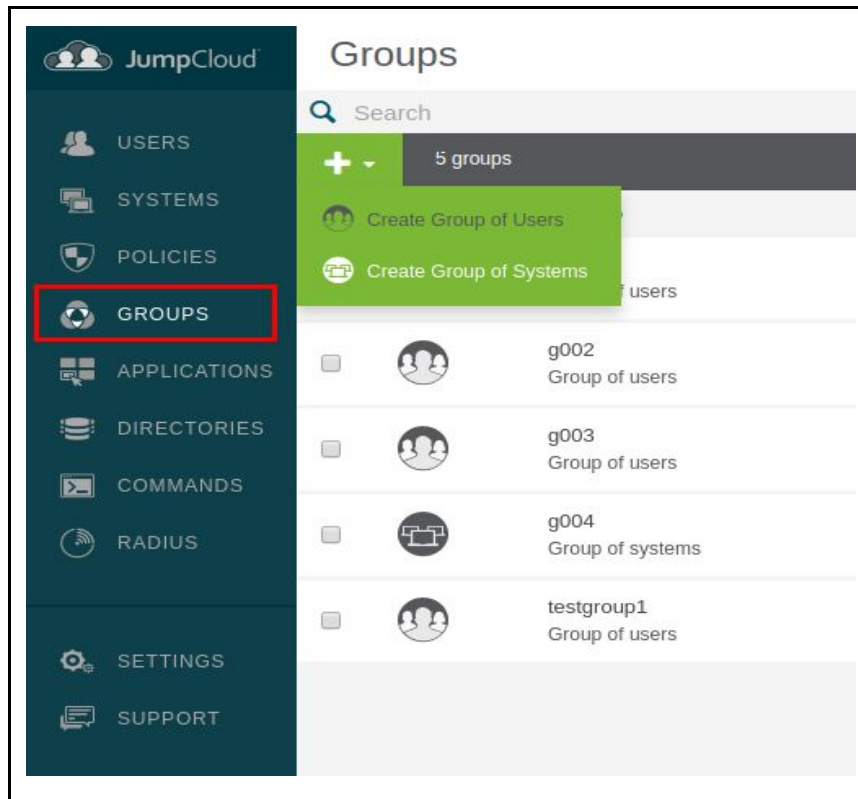 JumpCloud
Groups
Search
USERS
SYSTEMS
POLICIES
GROUPS
APPLICATIONS
DIRECTORIES
COMMANDS
RADIUS
SETTINGS
SUPPORT
5 groups
Create Group of Users
Create Group of Systems
users
g002
Group of users
g003
Group of users
g004
Group of systems
testgroup1
Group of users